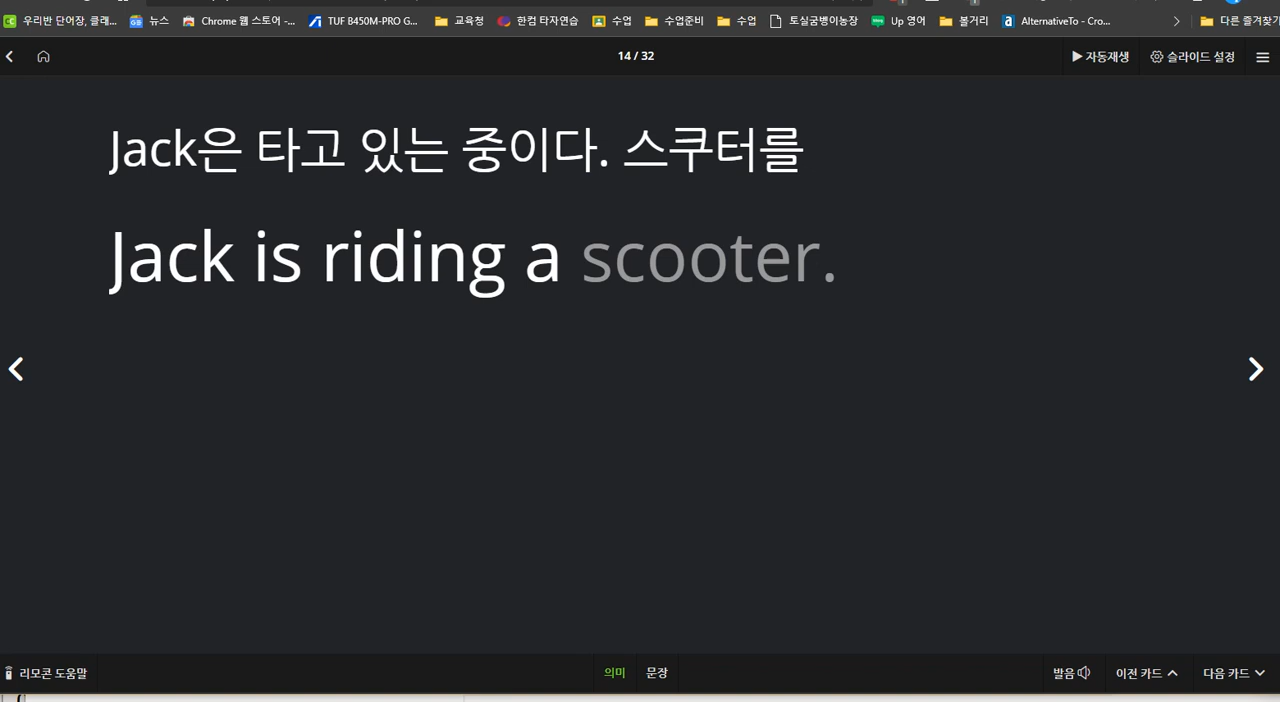 우리반 단어장, 클래... 뉴스 Chrome 웹 스토어 -... TUF B450M-PRO G... 교육청 한컴 타자연습 수업 수업준비 수업 토실굼벵이농장 Up 영어 볼거리 AlternativeTo - Cro... 다른 즐겨찾기
14 / 32 자동재생 슬라이드 설정
Jack은 타고 있는 중이다. 스쿠터를
Jack is riding a scooter.
리모콘 도움말 의미 문장 발음 이전 카드 다음 카드